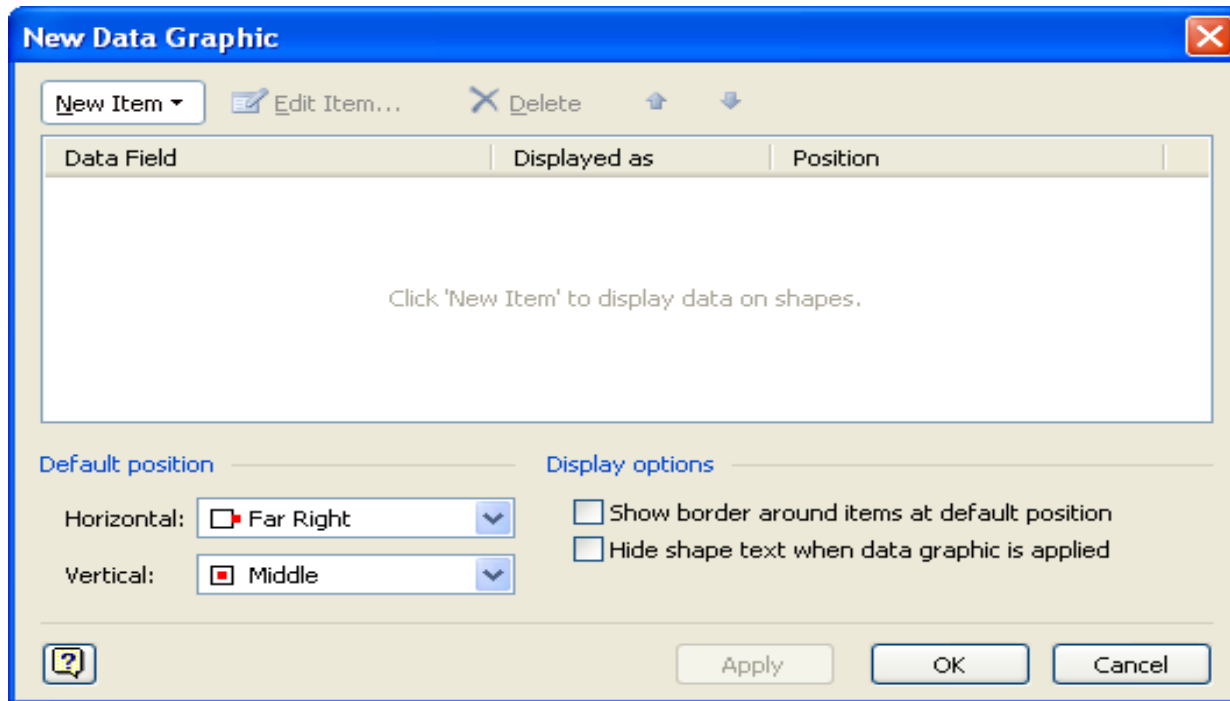 New Data Graphic
New Item Edit Item... Delete
Data Field Displayed as Position
Click 'New Item' to display data on shapes.
Default position Display options
Horizontal: Far Right Show border around items at default position
Hide shape text when data graphic is applied
Vertical: Middle
? Apply OK Cancel